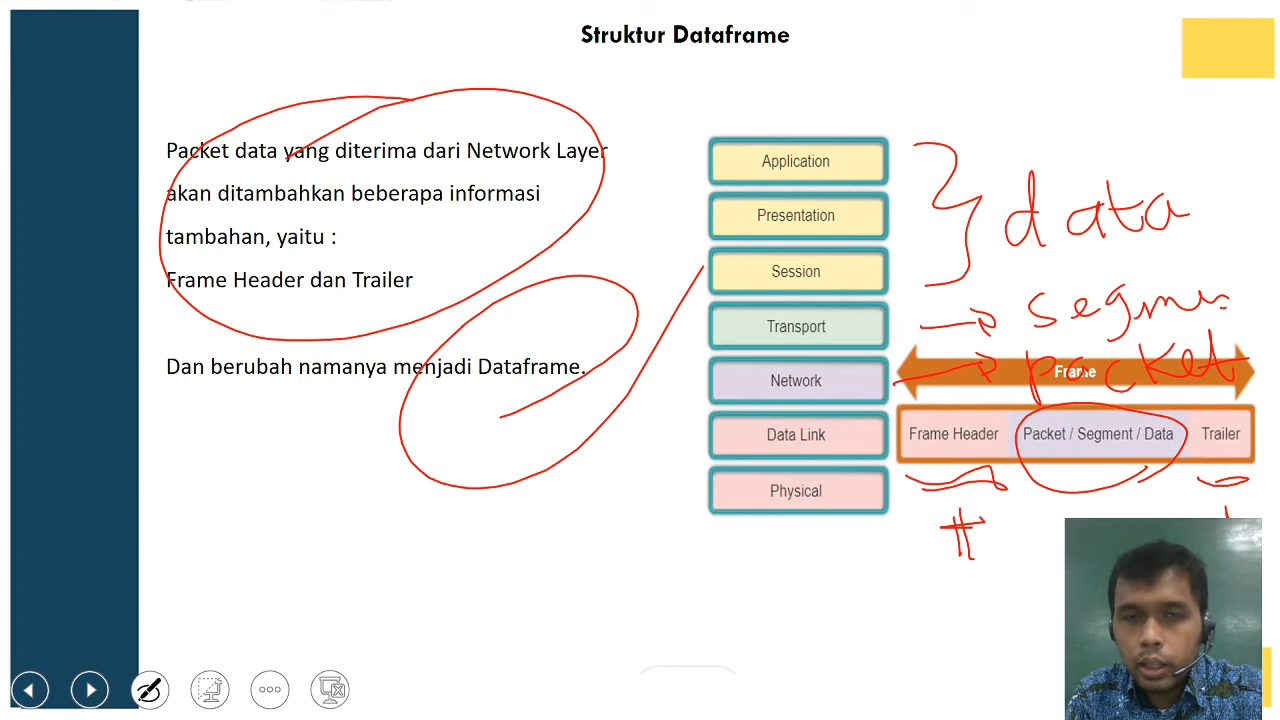 Struktur Dataframe
Packet data yang diterima dari Network Layer
akan ditambahkan beberapa informasi
tambahan, yaitu :
Frame Header dan Trailer
Dan berubah namanya menjadi Dataframe.
Application
Presentation
Session
Transport
Network
Data Link
Physical
data
segmen
packet
Frame
Frame Header
Packet / Segment / Data
Trailer